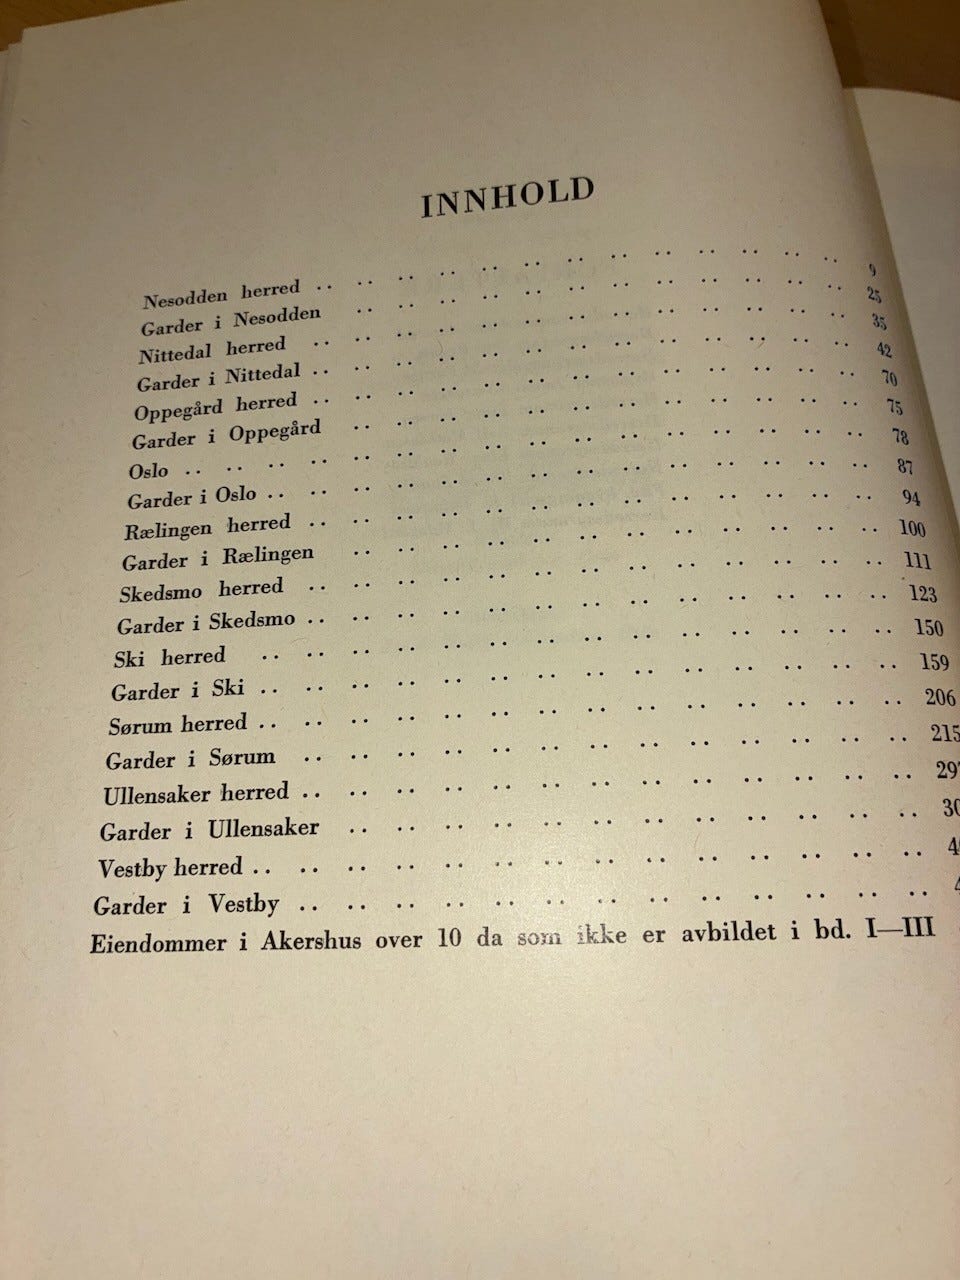 INNHOLD
Nesodden herred .. .. .. .. .. .. .. .. .. .. .. .. .. 9
Garder i Nesodden .. .. .. .. .. .. .. .. .. .. .. .. 25
Nittedal herred .. .. .. .. .. .. .. .. .. .. .. .. .. 35
Garder i Nittedal .. .. .. .. .. .. .. .. .. .. .. .. .. 42
Oppegård herred .. .. .. .. .. .. .. .. .. .. .. .. .. 70
Garder i Oppegård .. .. .. .. .. .. .. .. .. .. .. .. 75
Oslo .. .. .. .. .. .. .. .. .. .. .. .. .. .. .. .. 78
Garder i Oslo .. .. .. .. .. .. .. .. .. .. .. .. .. .. 87
Rælingen herred .. .. .. .. .. .. .. .. .. .. .. .. .. 94
Garder i Rælingen .. .. .. .. .. .. .. .. .. .. .. .. 100
Skedsmo herred .. .. .. .. .. .. .. .. .. .. .. .. .. 111
Garder i Skedsmo .. .. .. .. .. .. .. .. .. .. .. .. .. 123
Ski herred .. .. .. .. .. .. .. .. .. .. .. .. .. .. 150
Garder i Ski .. .. .. .. .. .. .. .. .. .. .. .. .. .. 159
Sørum herred .. .. .. .. .. .. .. .. .. .. .. .. .. .. 206
Garder i Sørum .. .. .. .. .. .. .. .. .. .. .. .. .. 215
Ullensaker herred .. .. .. .. .. .. .. .. .. .. .. .. ..
Garder i Ullensaker .. .. .. .. .. .. .. .. .. .. .. ..
Vestby herred .. .. .. .. .. .. .. .. .. .. .. .. .. ..
Garder i Vestby .. .. .. .. .. .. .. .. .. .. .. .. ..
Eiendommer i Akershus over 10 da som ikke er avbildet i bd. I—III